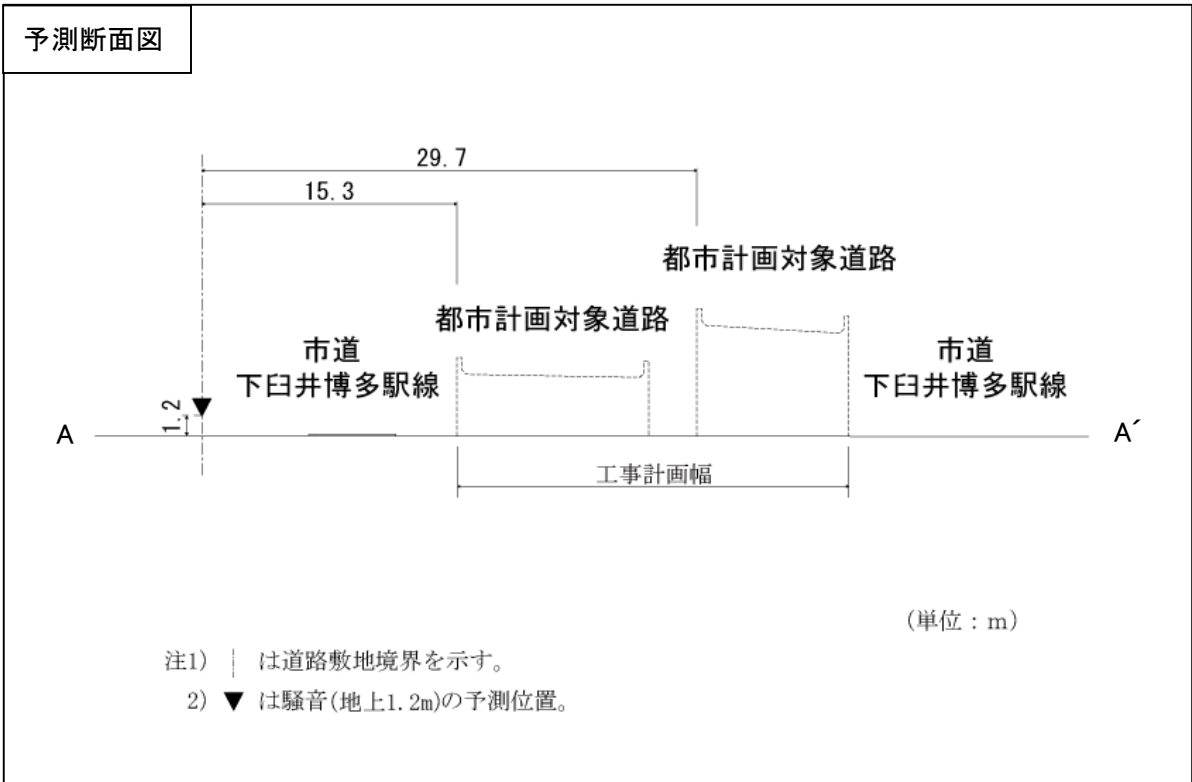 予測断面図
29.7
15.3
都市計画対象道路
都市計画対象道路
市道
下臼井博多駅線
市道
下臼井博多駅線
1.2
A
A´
工事計画幅
(単位：m)
注1) ¦ は道路敷地境界を示す。
2) ▼ は騒音(地上1.2m)の予測位置。